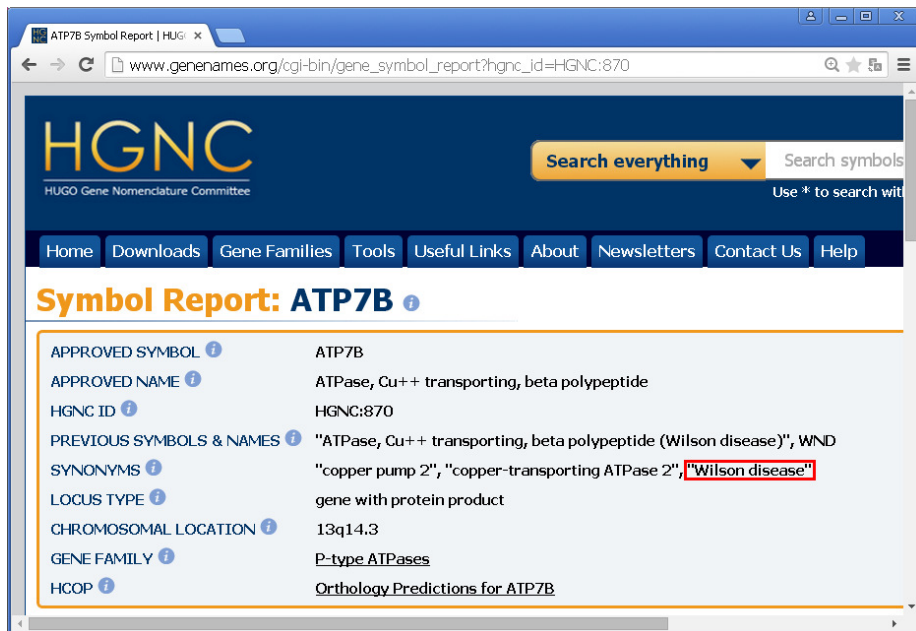 ATP7B Symbol Report | HUG
www.genenames.org/cgi-bin/gene_symbol_report?hgnc_id=HGNC:870
HGNC
HUGO Gene Nomenclature Committee
Search everything
Search symbols
Use * to search wit
Home Downloads Gene Families Tools Useful Links About Newsletters Contact Us Help
Symbol Report: ATP7B
APPROVED SYMBOL ATP7B
APPROVED NAME ATPase, Cu++ transporting, beta polypeptide
HGNC ID HGNC:870
PREVIOUS SYMBOLS & NAMES "ATPase, Cu++ transporting, beta polypeptide (Wilson disease)", WND
SYNONYMS "copper pump 2", "copper-transporting ATPase 2", "Wilson disease"
LOCUS TYPE gene with protein product
CHROMOSOMAL LOCATION 13q14.3
GENE FAMILY P-type ATPases
HCOP Orthology Predictions for ATP7B